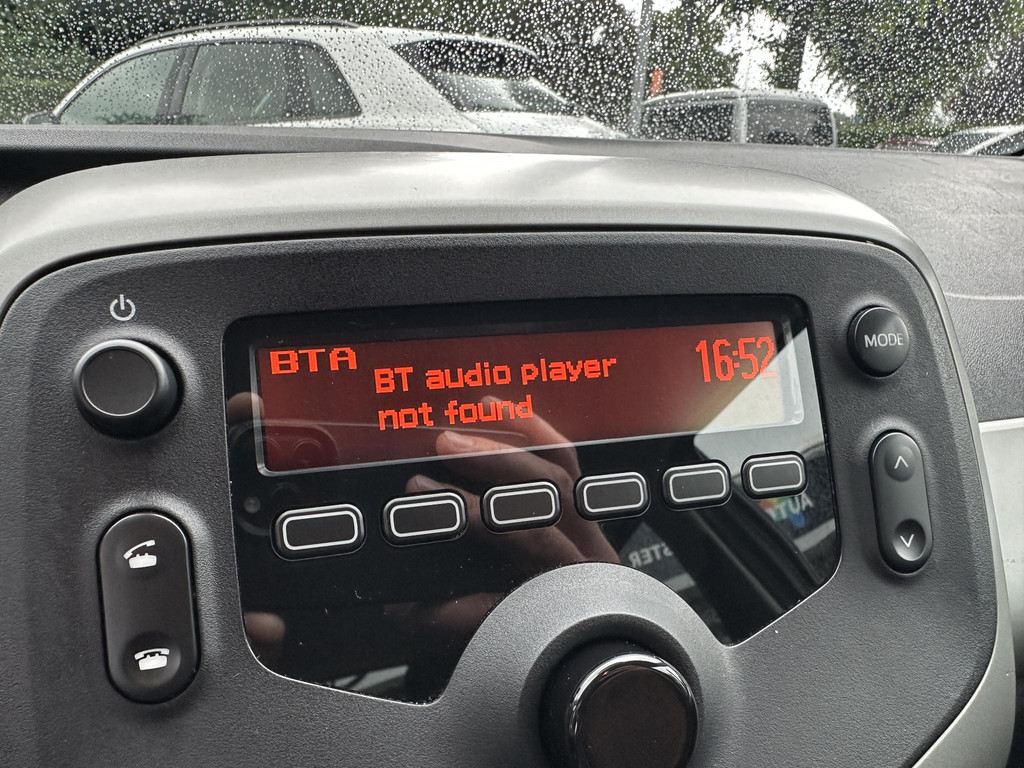 BTA
BT audio player
not found
16:52
MODE